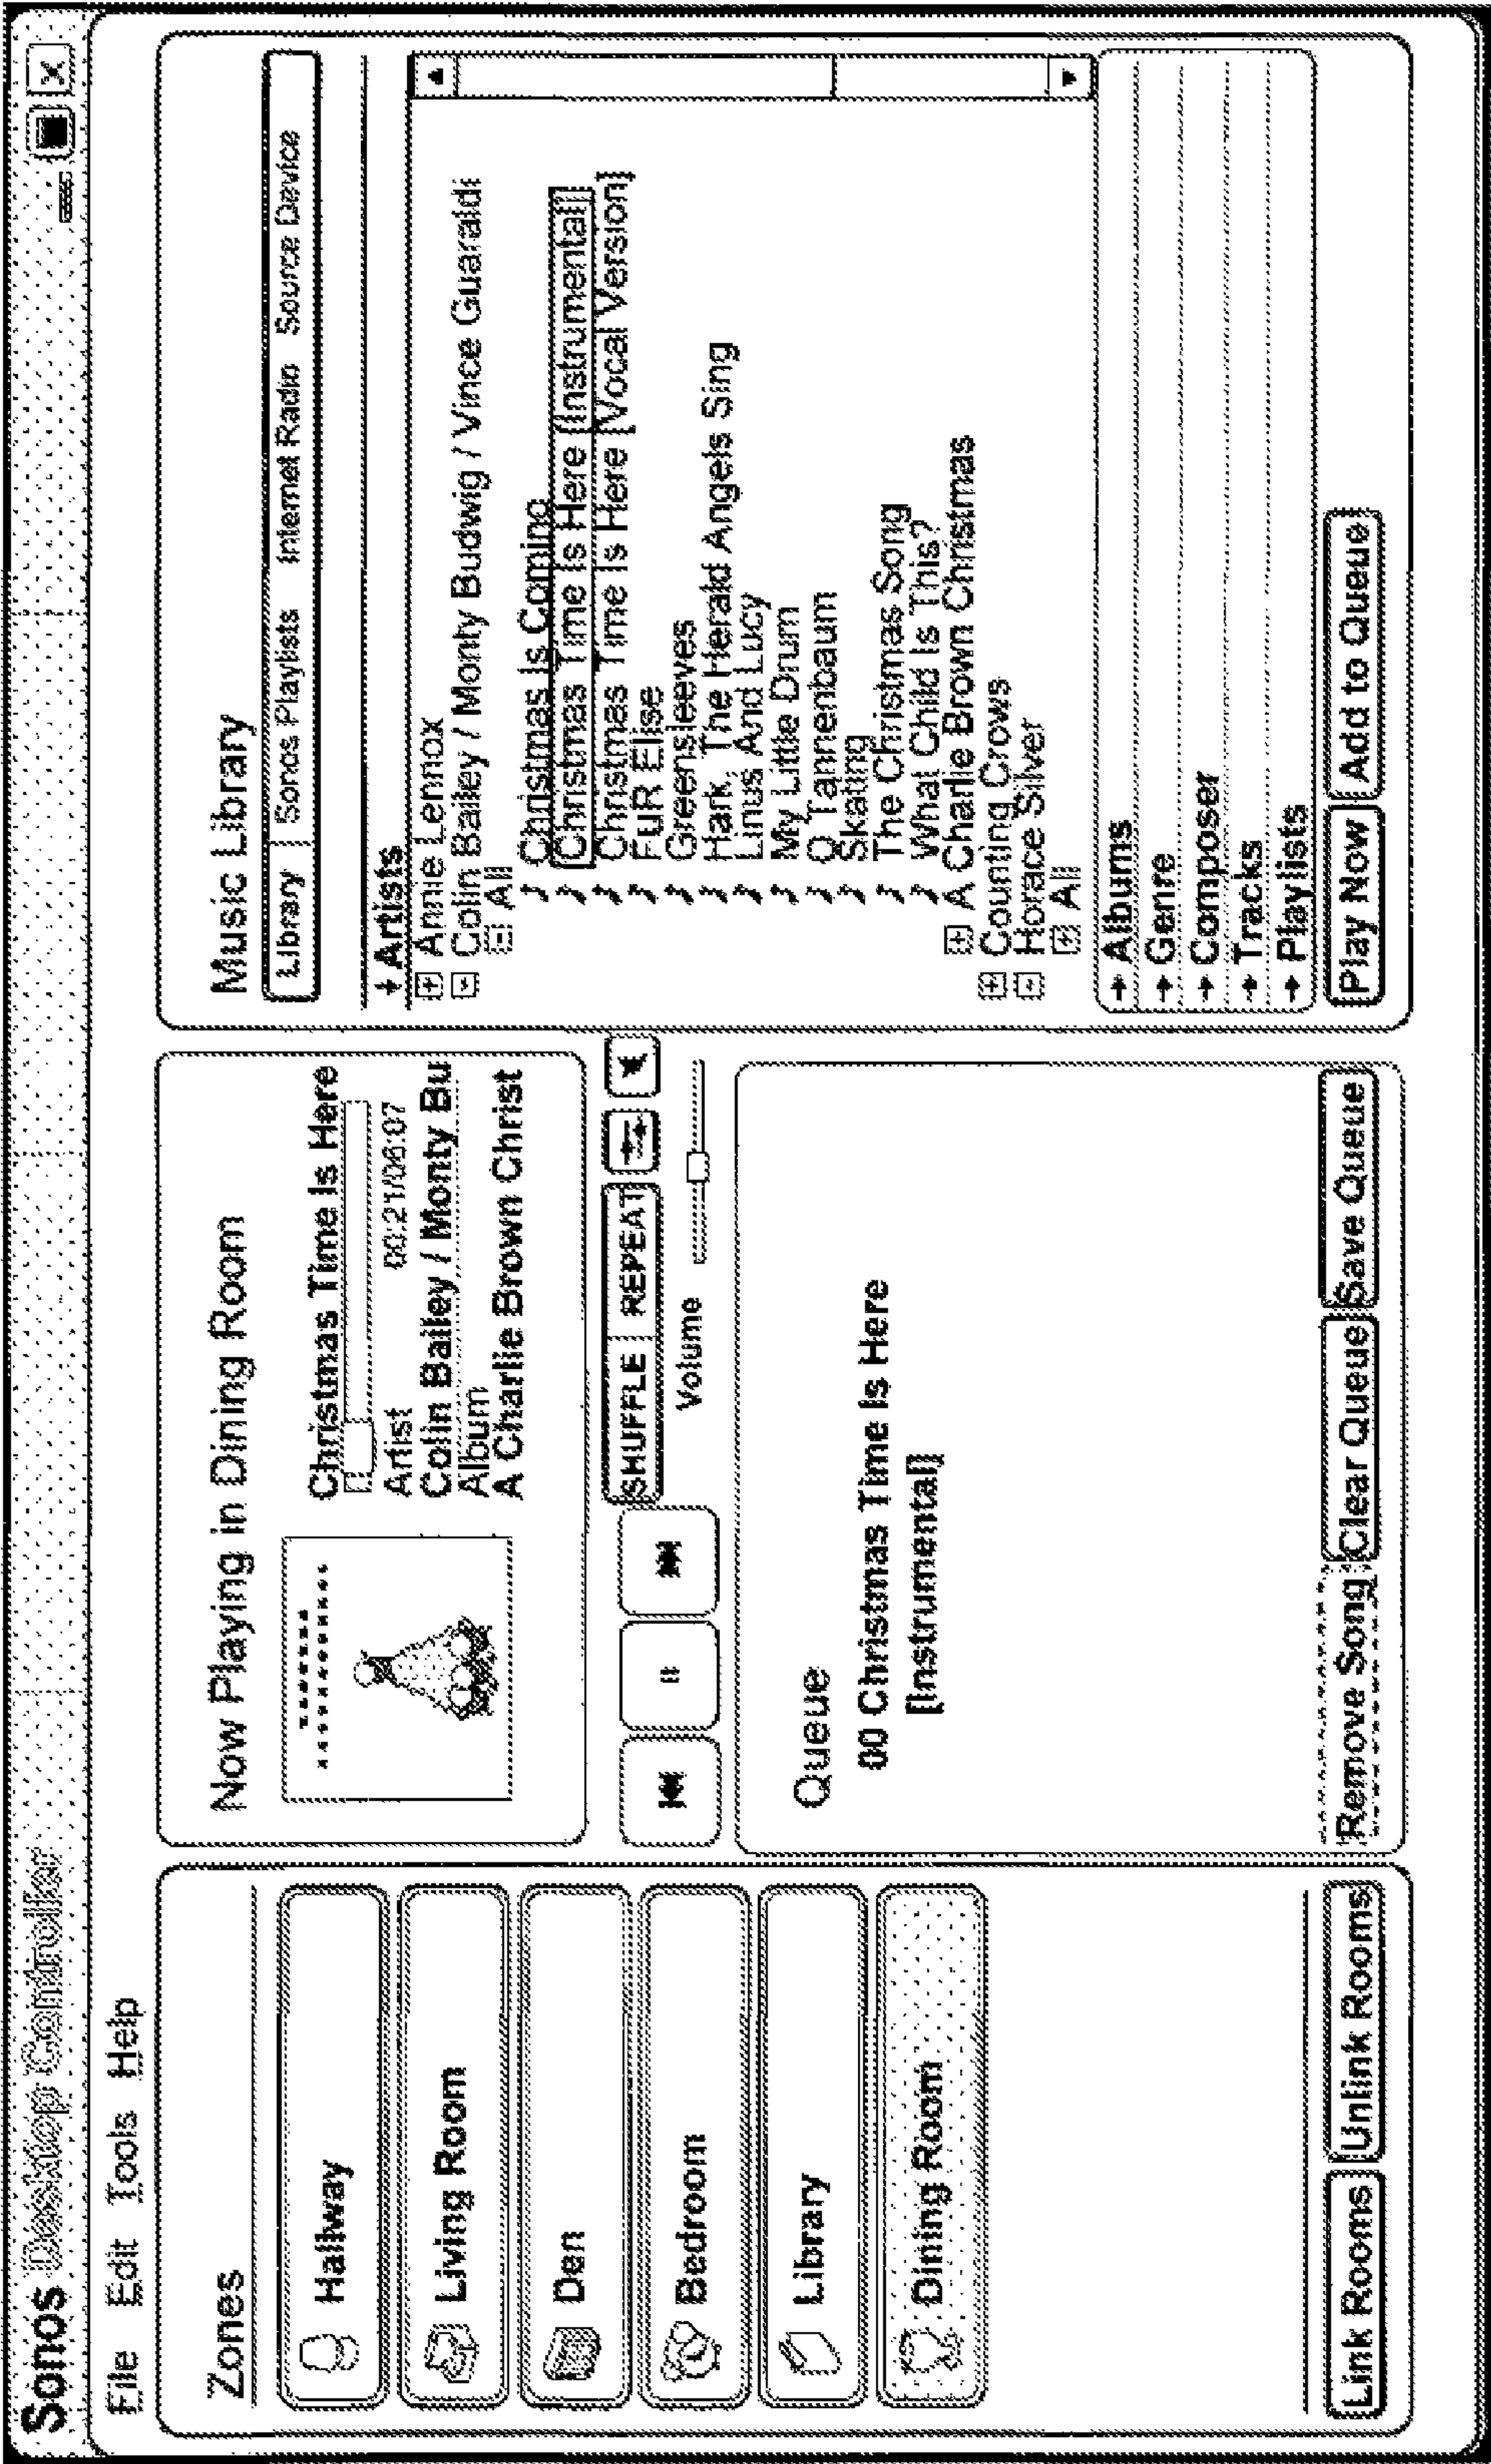 Sonos Desktop Controller
File Edit Tools Help
Zones
Hallway
Living Room
Den
Bedroom
Library
Dining Room
Link Rooms Unlink Rooms
Now Playing in Dining Room
Christmas Time Is Here
00:21/06:07
Artist
Colin Bailey / Monty Bu
Album
A Charlie Brown Christ
SHUFFLE REPEAT
Volume
Queue
00 Christmas Time Is Here
[Instrumental]
Remove Song Clear Queue Save Queue
Music Library
Library Sonos Playlists Internet Radio Source Device
Artists
Annie Lennox
Colin Bailey / Monty Budwig / Vince Guaraldi
All
Christmas Is Coming
Christmas Time Is Here [Instrumental]
Christmas Time Is Here [Vocal Version]
FuR Elise
Greensleeves
Hark, The Herald Angels Sing
Linus And Lucy
My Little Drum
O Tannenbaum
Skating
The Christmas Song
What Child Is This?
A Charlie Brown Christmas
Counting Crows
Horace Silver
All
Albums
Genre
Composer
Tracks
Playlists
Play Now Add to Queue